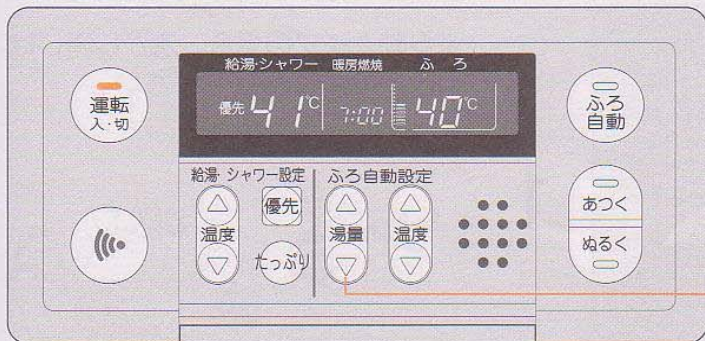 給湯・シャワー 暖房燃焼 ふろ
優先 41℃ 7:00 40℃
運転
入・切
ふろ
自動
給湯・シャワー設定 ふろ自動設定
優先
温度 湯量 温度
たっぷり
あつく
ぬるく